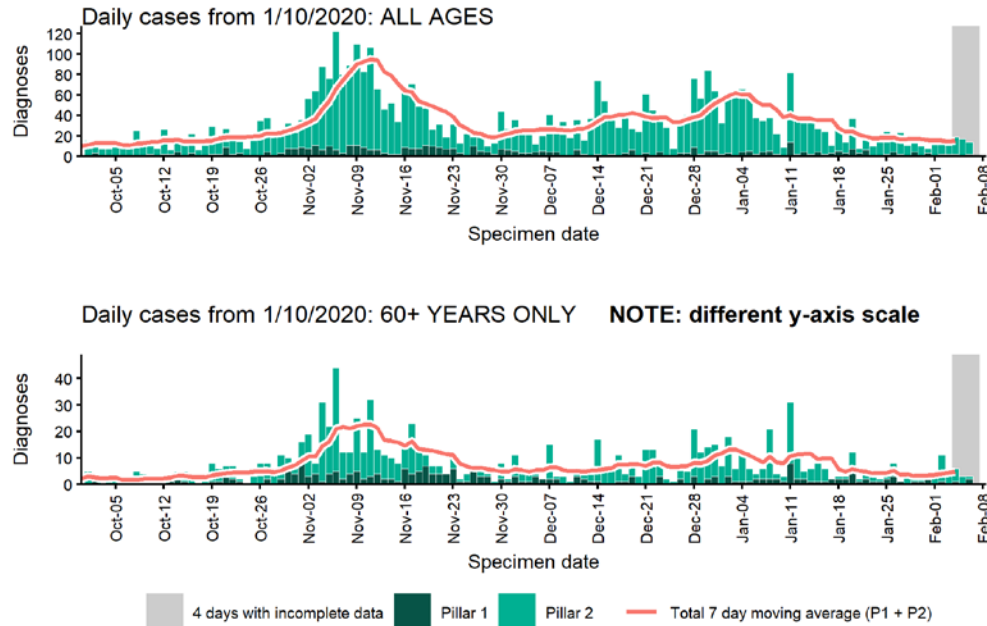 Daily cases from 1/10/2020: ALL AGES
120
100
80
60
40
20
0
Diagnoses
Oct-05
Oct-12
Oct-19
Oct-26
Nov-02
Nov-09
Nov-16
Nov-23
Nov-30
Dec-07
Dec-14
Dec-21
Dec-28
Jan-04
Jan-11
Jan-18
Jan-25
Feb-01
Feb-08
Specimen date
Daily cases from 1/10/2020: 60+ YEARS ONLY NOTE: different y-axis scale
40
30
20
10
0
Diagnoses
Oct-05
Oct-12
Oct-19
Oct-26
Nov-02
Nov-09
Nov-16
Nov-23
Nov-30
Dec-07
Dec-14
Dec-21
Dec-28
Jan-04
Jan-11
Jan-18
Jan-25
Feb-01
Feb-08
Specimen date
4 days with incomplete data Pillar 1 Pillar 2 Total 7 day moving average (P1 + P2)